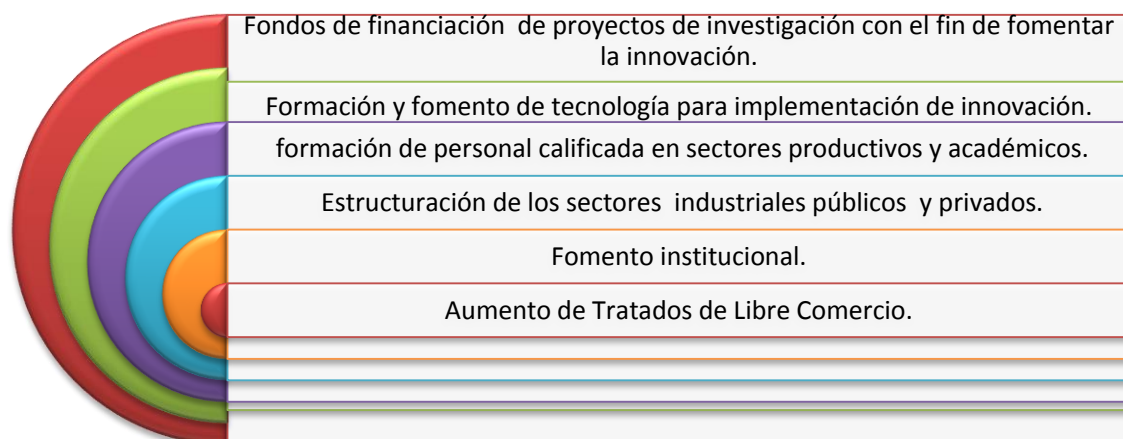 Fondos de financiación de proyectos de investigación con el fin de fomentar
la innovación.
Formación y fomento de tecnología para implementación de innovación.
formación de personal calificada en sectores productivos y académicos.
Estructuración de los sectores industriales públicos y privados.
Fomento institucional.
Aumento de Tratados de Libre Comercio.